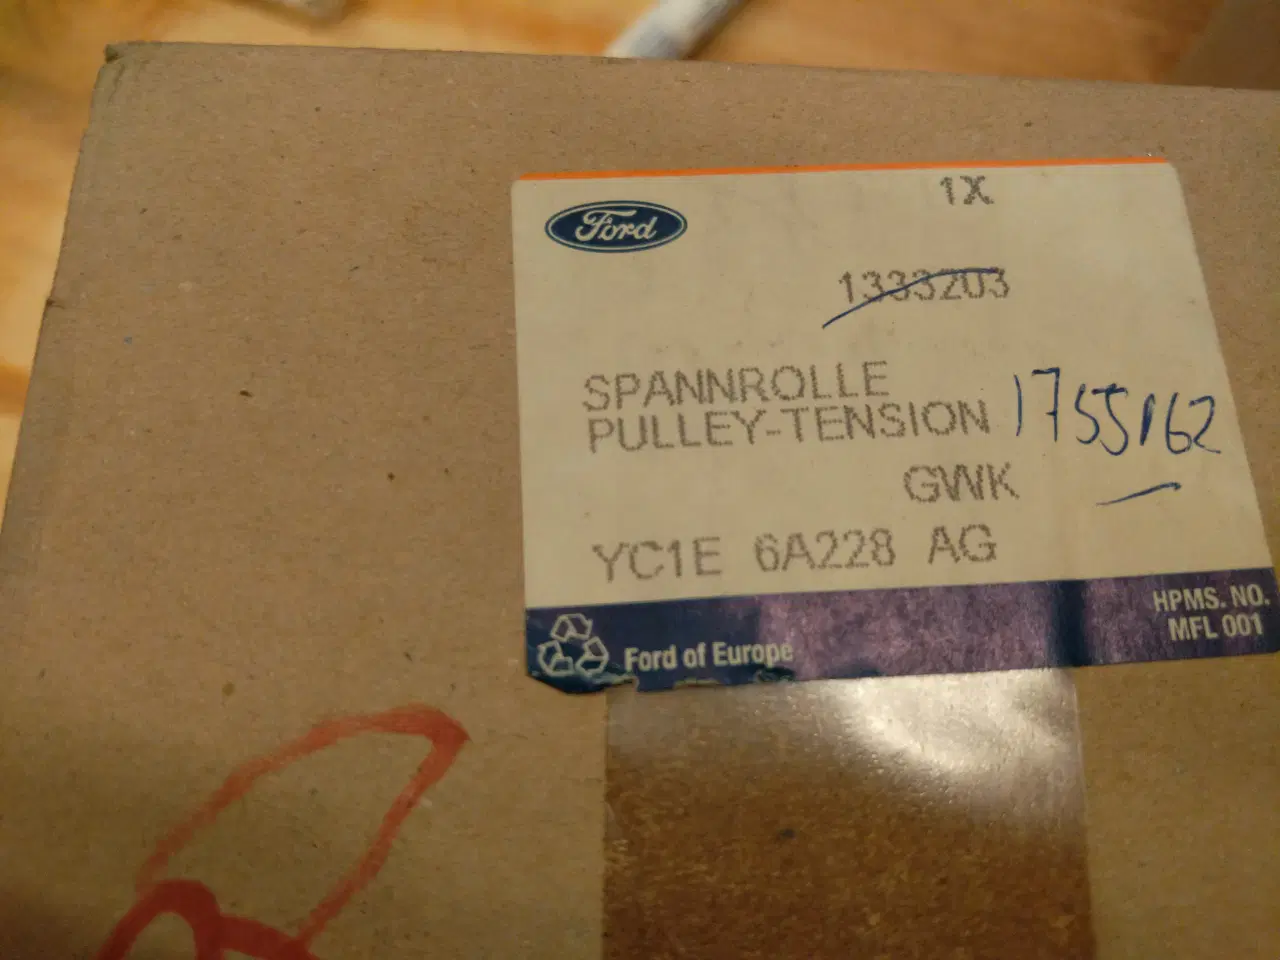 1X
Ford
1333203
SPANNROLLE
PULLEY-TENSION 1755162
GWK
YC1E 6A228 AG
HPMS. NO.
MFL 001
Ford of Europe